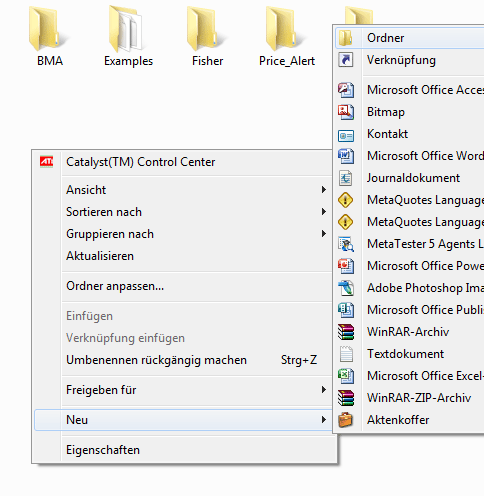 BMA
Examples
Fisher
Price_Alert
Ordner
Verknüpfung
Microsoft Office Acces
Bitmap
Kontakt
Microsoft Office Word
Journaldokument
MetaQuotes Language
MetaQuotes Language
MetaTester 5 Agents L
Microsoft Office Powe
Adobe Photoshop Ima
Microsoft Office Publis
WinRAR-Archiv
Textdokument
Microsoft Office Excel-
WinRAR-ZIP-Archiv
Aktenkoffer
ATI
Catalyst(TM) Control Center
Ansicht
Sortieren nach
Gruppieren nach
Aktualisieren
Ordner anpassen...
Einfügen
Verknüpfung einfügen
Umbenennen rückgängig machen Strg+Z
Freigeben für
Neu
Eigenschaften